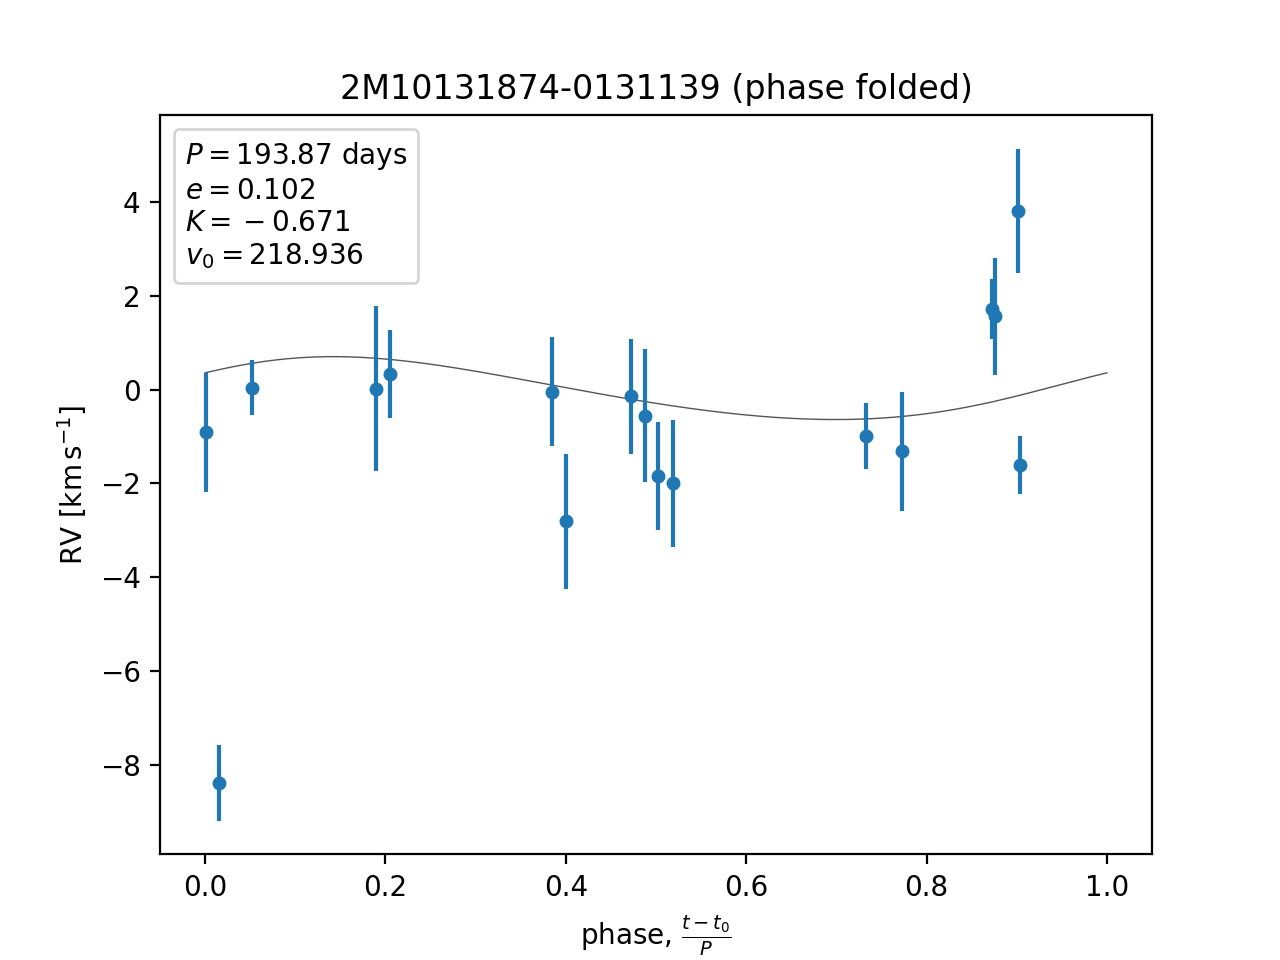 2M10131874-0131139 (phase folded)
P = 193.87 days
e = 0.102
K = −0.671
v₀ = 218.936
RV [km s⁻¹]
4
2
0
−2
−4
−6
−8
0.0 0.2 0.4 0.6 0.8 1.0
phase, (t − t₀)/P